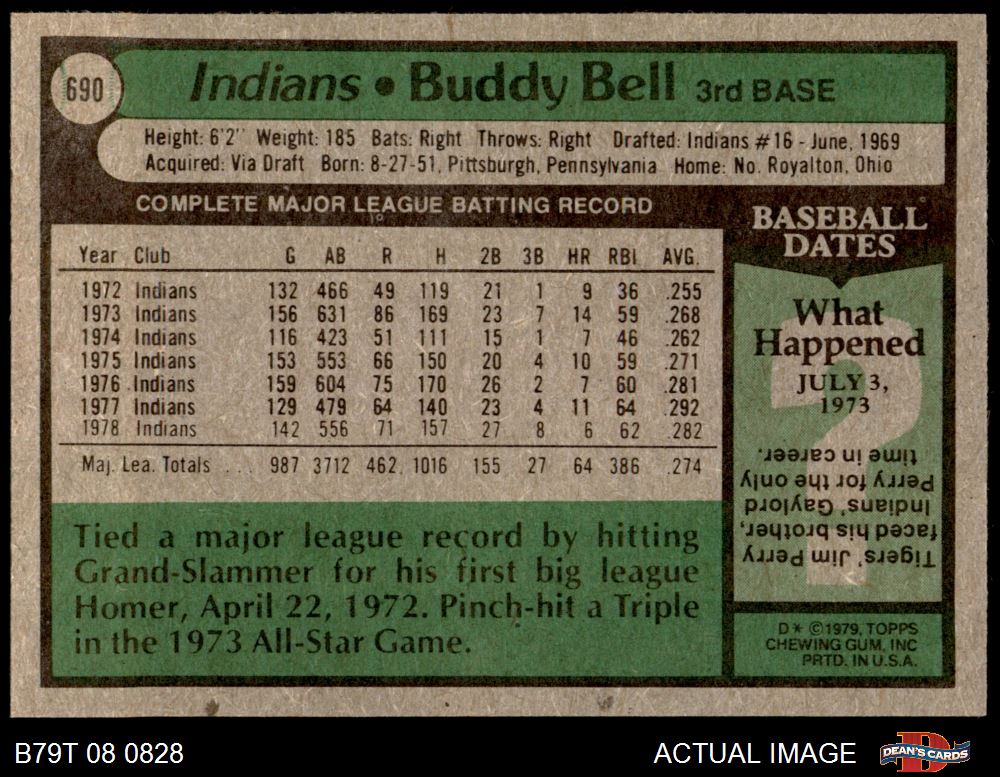 690
Indians • Buddy Bell 3rd BASE
Height: 6'2" Weight: 185 Bats: Right Throws: Right Drafted: Indians #16 - June, 1969
Acquired: Via Draft Born: 8-27-51, Pittsburgh, Pennsylvania Home: No. Royalton, Ohio
COMPLETE MAJOR LEAGUE BATTING RECORD
Year Club G AB R H 2B 3B HR RBI AVG.
1972 Indians 132 466 49 119 21 1 9 36 .255
1973 Indians 156 631 86 169 23 7 14 59 .268
1974 Indians 116 423 51 111 15 1 7 46 .262
1975 Indians 153 553 66 150 20 4 10 59 .271
1976 Indians 159 604 75 170 26 2 7 60 .281
1977 Indians 129 479 64 140 23 4 11 64 .292
1978 Indians 142 556 71 157 27 8 6 62 .282
Maj. Lea. Totals ... 987 3712 462 1016 155 27 64 386 .274
Tied a major league record by hitting
Grand-Slammer for his first big league
Homer, April 22, 1972. Pinch-hit a Triple
in the 1973 All-Star Game.
BASEBALL
DATES
What
Happened
JULY 3,
1973
?
Tigers' Jim Perry
faced his brother,
Indians' Gaylord
Perry for the only
time in career.
D* ©1979, TOPPS
CHEWING GUM, INC
PRTD. IN U.S.A.
B79T 08 0828
ACTUAL IMAGE
D
DEAN'S CARDS